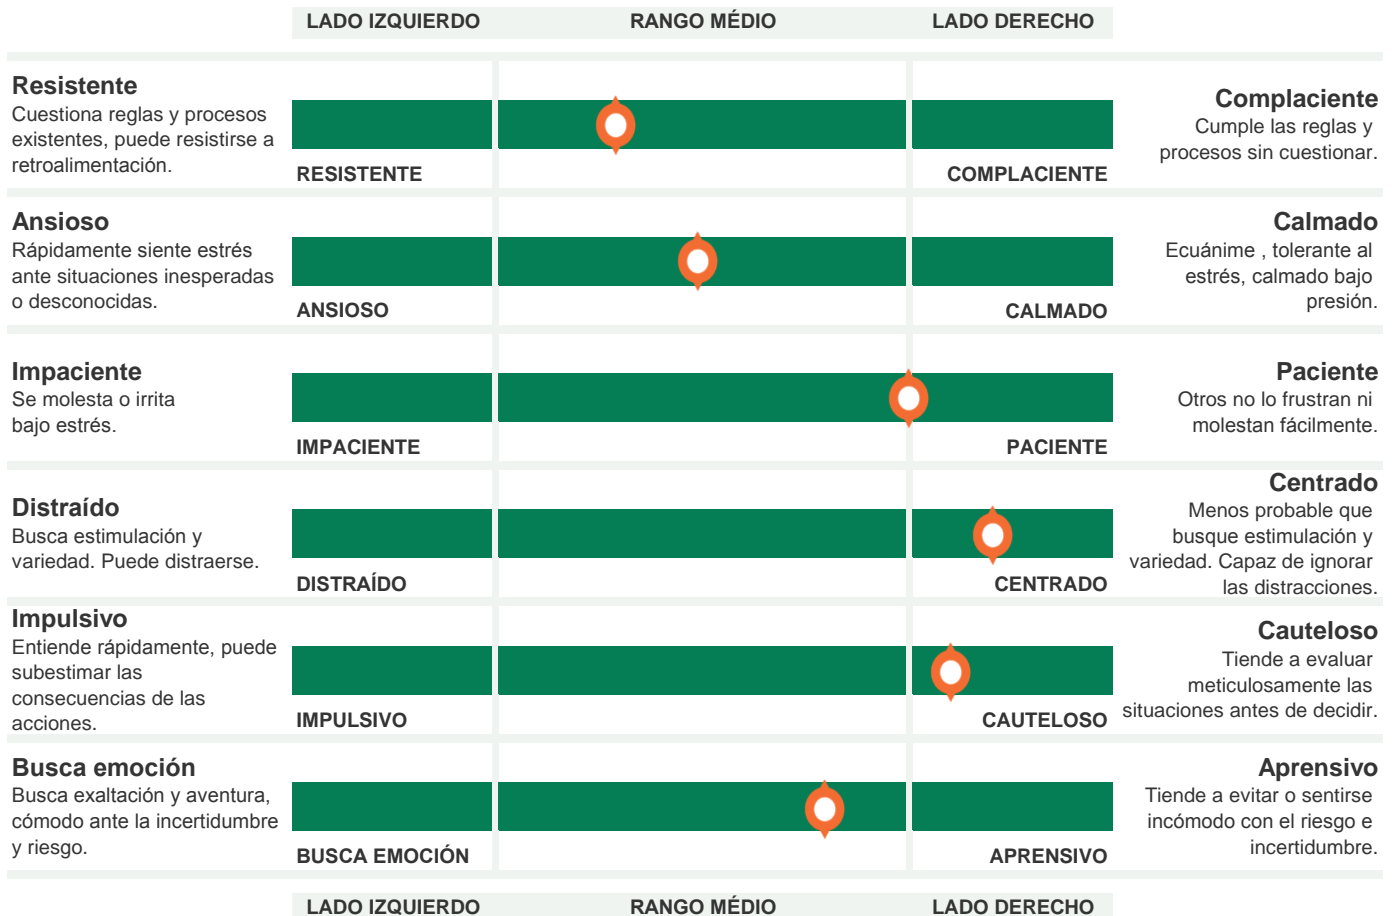 LADO IZQUIERDO RANGO MÉDIO LADO DERECHO
Resistente
Cuestiona reglas y procesos
existentes, puede resistirse a
retroalimentación.
RESISTENTE
COMPLACIENTE
Complaciente
Cumple las reglas y
procesos sin cuestionar.
Ansioso
Rápidamente siente estrés
ante situaciones inesperadas
o desconocidas.
ANSIOSO
CALMADO
Calmado
Ecuánime , tolerante al
estrés, calmado bajo
presión.
Impaciente
Se molesta o irrita
bajo estrés.
IMPACIENTE
PACIENTE
Paciente
Otros no lo frustran ni
molestan fácilmente.
Distraído
Busca estimulación y
variedad. Puede distraerse.
DISTRAÍDO
CENTRADO
Centrado
Menos probable que
busque estimulación y
variedad. Capaz de ignorar
las distracciones.
Impulsivo
Entiende rápidamente, puede
subestimar las
consecuencias de las
acciones.
IMPULSIVO
CAUTELOSO
Cauteloso
Tiende a evaluar
meticulosamente las
situaciones antes de decidir.
Busca emoción
Busca exaltación y aventura,
cómodo ante la incertidumbre
y riesgo.
BUSCA EMOCIÓN
APRENSIVO
Aprensivo
Tiende a evitar o sentirse
incómodo con el riesgo e
incertidumbre.
LADO IZQUIERDO RANGO MÉDIO LADO DERECHO